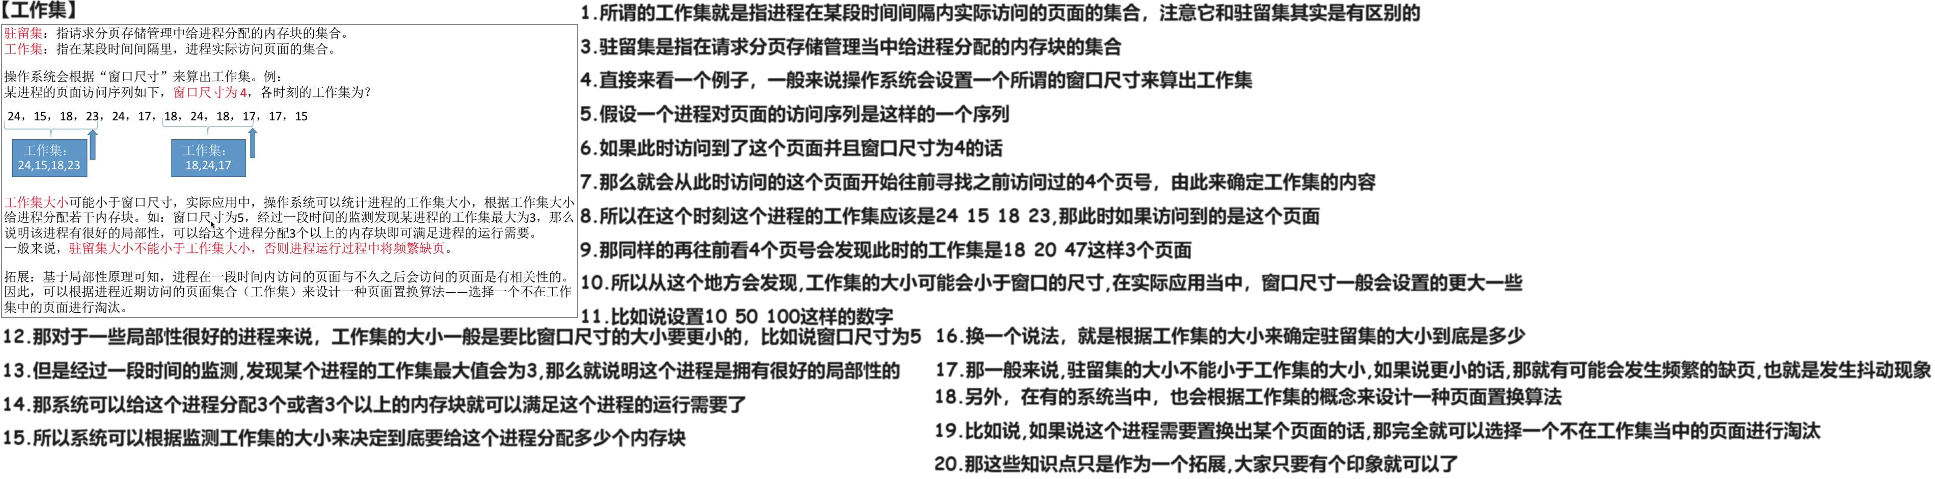 【工作集】
驻留集：指请求分页存储管理中给进程分配的内存块的集合。
工作集：指在某段时间间隔里，进程实际访问页面的集合。
操作系统会根据“窗口尺寸”来算出工作集。例：
某进程的页面访问序列如下，窗口尺寸为 4，各时刻的工作集为？
24，15，18，23，24，17，18，24，18，17，17，15
工作集：
24,15,18,23
工作集：
18,24,17
工作集大小可能小于窗口尺寸，实际应用中，操作系统可以统计进程的工作集大小，根据工作集大小
给进程分配若干内存块。如：窗口尺寸为5，经过一段时间的监测发现某进程的工作集最大为3，那么
说明该进程有很好的局部性，可以给这个进程分配3个以上的内存块即可满足进程的运行需要。
一般来说，驻留集大小不能小于工作集大小，否则进程运行过程中将频繁缺页。
拓展：基于局部性原理可知，进程在一段时间内访问的页面与不久之后会访问的页面是有相关性的。
因此，可以根据进程近期访问的页面集合（工作集）来设计一种页面置换算法——选择一个不在工作
集中的页面进行淘汰。
1.所谓的工作集就是指进程在某段时间间隔内实际访问的页面的集合，注意它和驻留集其实是有区别的
3.驻留集是指在请求分页存储管理当中给进程分配的内存块的集合
4.直接来看一个例子，一般来说操作系统会设置一个所谓的窗口尺寸来算出工作集
5.假设一个进程对页面的访问序列是这样的一个序列
6.如果此时访问到了这个页面并且窗口尺寸为4的话
7.那么就会从此时访问的这个页面开始往前寻找之前访问过的4个页号，由此来确定工作集的内容
8.所以在这个时刻这个进程的工作集应该是24 15 18 23,那此时如果访问到的是这个页面
9.那同样的再往前看4个页号会发现此时的工作集是18 20 47这样3个页面
10.所以从这个地方会发现,工作集的大小可能会小于窗口的尺寸,在实际应用当中，窗口尺寸一般会设置的更大一些
11.比如说设置10 50 100这样的数字
12.那对于一些局部性很好的进程来说，工作集的大小一般是要比窗口尺寸的大小要更小的，比如说窗口尺寸为5
13.但是经过一段时间的监测,发现某个进程的工作集最大值会为3,那么就说明这个进程是拥有很好的局部性的
14.那系统可以给这个进程分配3个或者3个以上的内存块就可以满足这个进程的运行需要了
15.所以系统可以根据监测工作集的大小来决定到底要给这个进程分配多少个内存块
16.换一个说法，就是根据工作集的大小来确定驻留集的大小到底是多少
17.那一般来说,驻留集的大小不能小于工作集的大小,如果说更小的话,那就有可能会发生频繁的缺页,也就是发生抖动现象
18.另外，在有的系统当中，也会根据工作集的概念来设计一种页面置换算法
19.比如说,如果说这个进程需要置换出某个页面的话,那完全就可以选择一个不在工作集当中的页面进行淘汰
20.那这些知识点只是作为一个拓展,大家只要有个印象就可以了